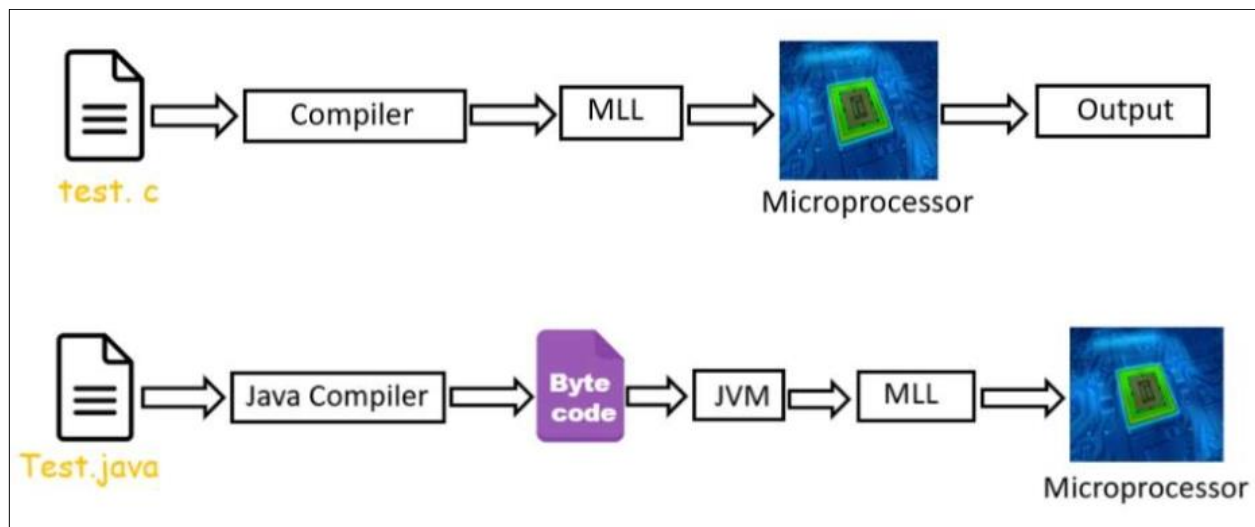 Compiler
MLL
Output
test. c
Microprocessor
Java Compiler
Byte
code
JVM
MLL
Test.java
Microprocessor